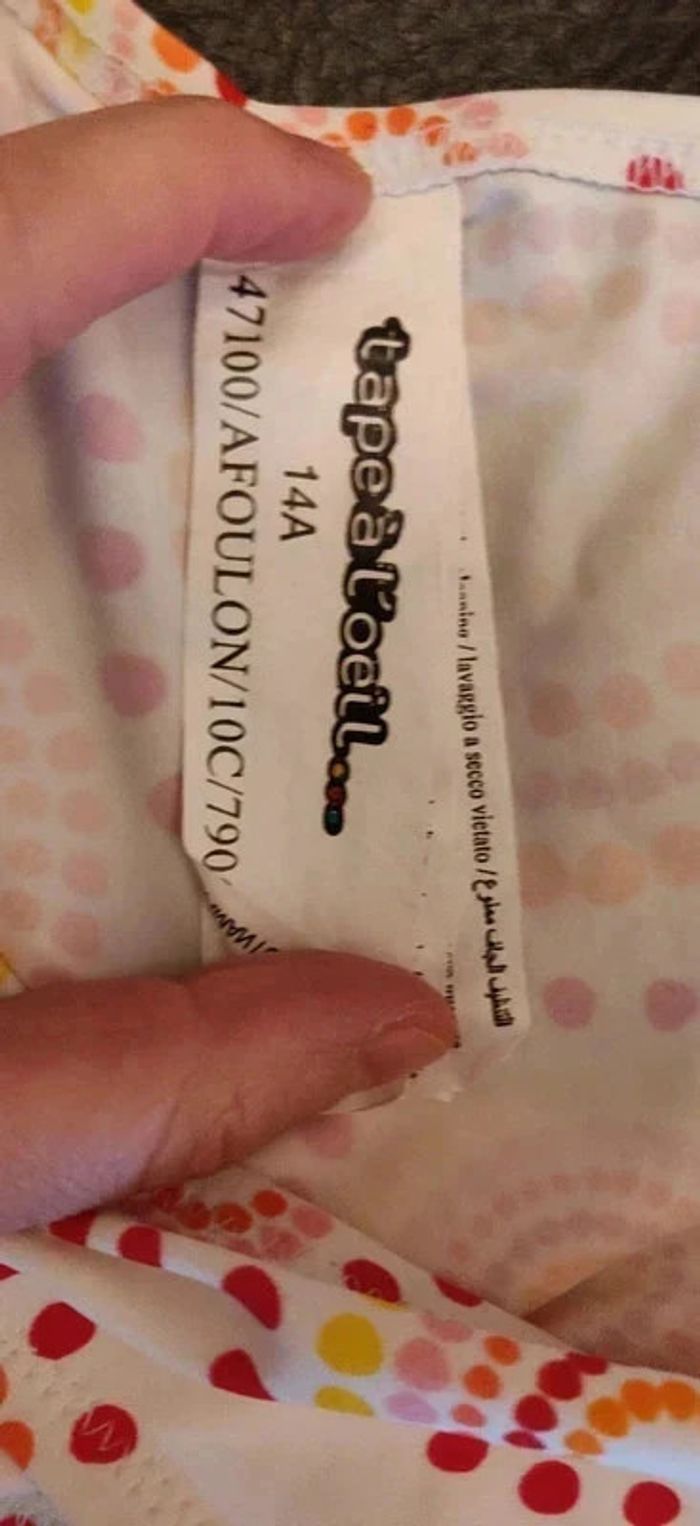 / lavaggio a secco vietato / التنظيف الجاف ممنوع
tape à l'oeil...
14A
47100/AFOULON/10C/790